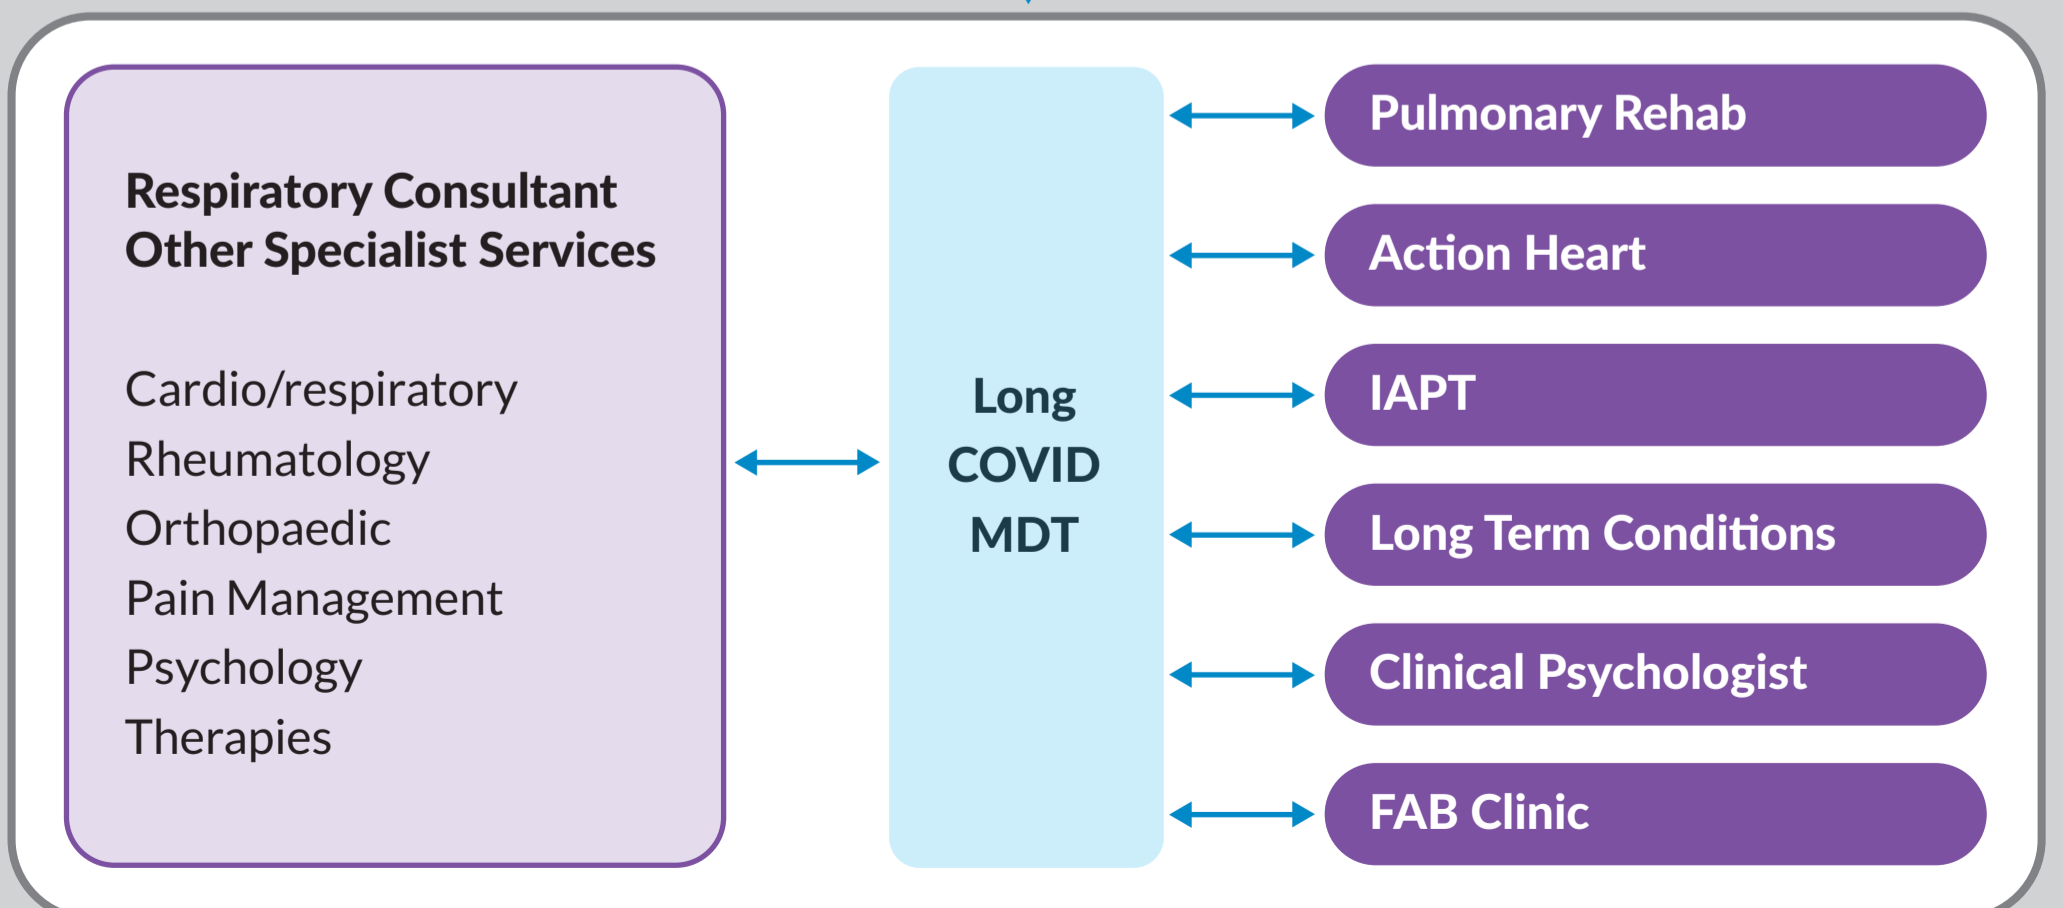 Respiratory Consultant
Other Specialist Services
Cardio/respiratory
Rheumatology
Orthopaedic
Pain Management
Psychology
Therapies
Long
COVID
MDT
Pulmonary Rehab
Action Heart
IAPT
Long Term Conditions
Clinical Psychologist
FAB Clinic